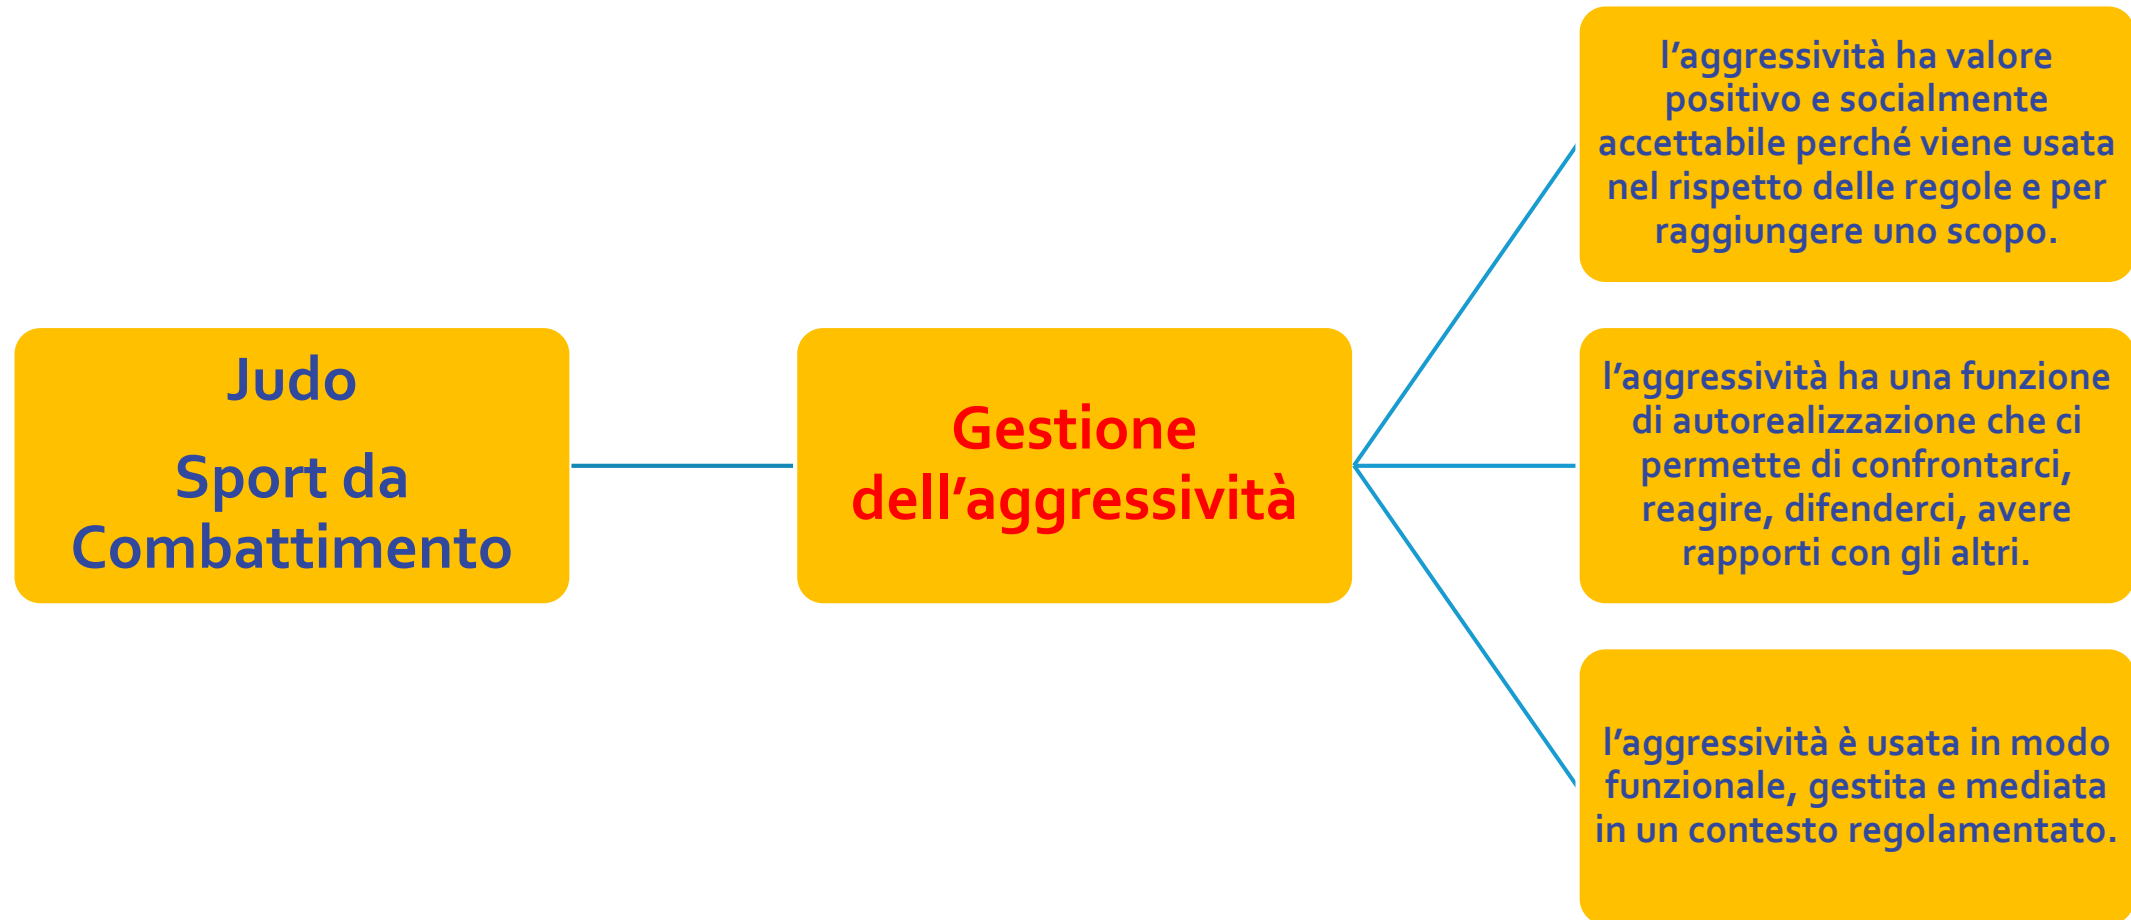 Judo
Sport da
Combattimento
Gestione
dell’aggressività
l’aggressività ha valore
positivo e socialmente
accettabile perché viene usata
nel rispetto delle regole e per
raggiungere uno scopo.
l’aggressività ha una funzione
di autorealizzazione che ci
permette di confrontarci,
reagire, difenderci, avere
rapporti con gli altri.
l’aggressività è usata in modo
funzionale, gestita e mediata
in un contesto regolamentato.